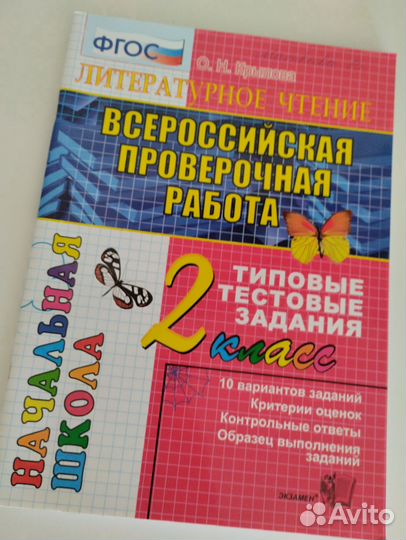 ФГОС
О. Н. Крылова
ЛИТЕРАТУРНОЕ ЧТЕНИЕ
ВСЕРОССИЙСКАЯ
ПРОВЕРОЧНАЯ
РАБОТА
НАЧАЛЬНАЯ
ШКОЛА
ТИПОВЫЕ
ТЕСТОВЫЕ
ЗАДАНИЯ
2 класс
10 вариантов заданий
Критерии оценок
Контрольные ответы
Образец выполнения
заданий
ЭКЗАМЕН
Avito